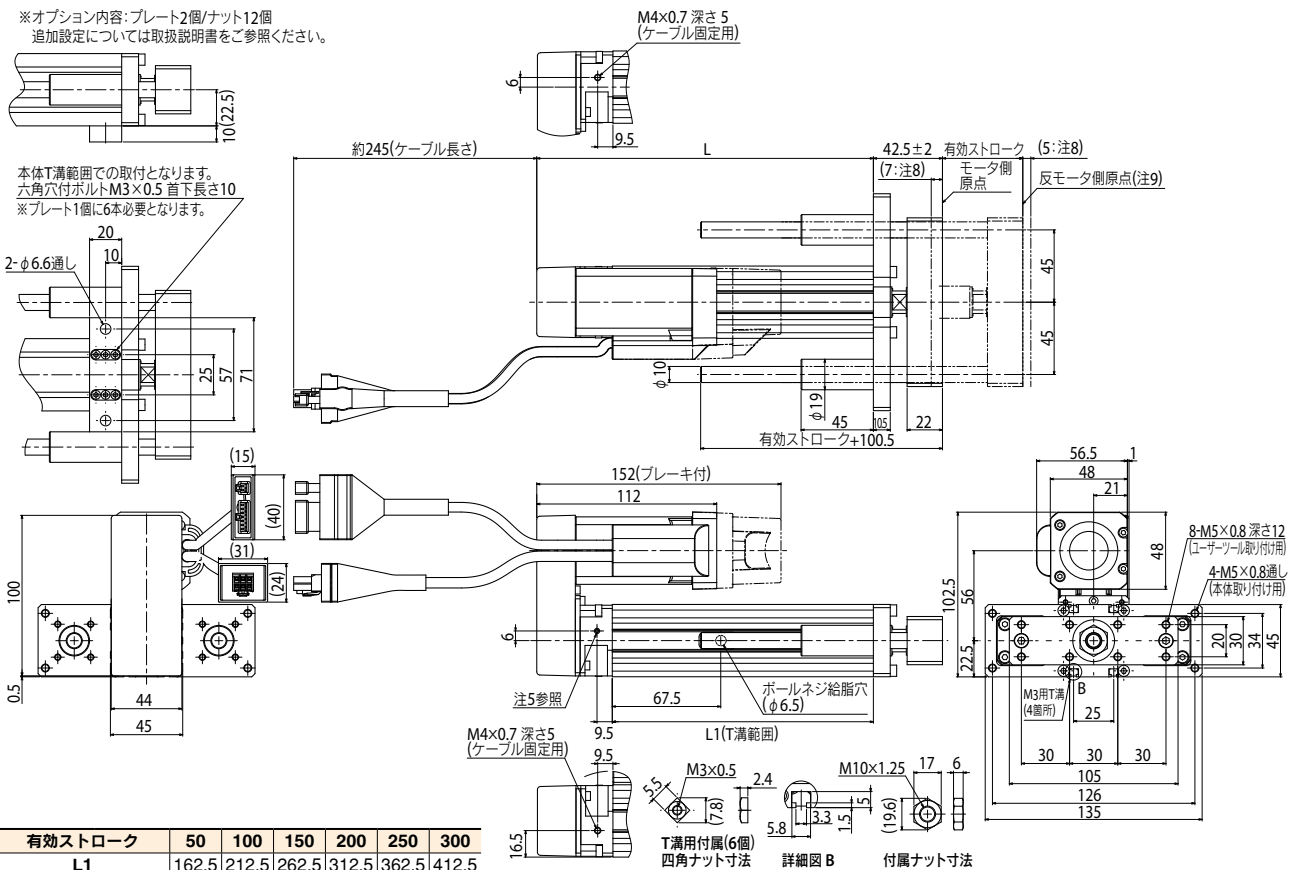 ※オプション内容：プレート2個/ナット12個
追加設定については取扱説明書をご参照ください。
10
(22.5)
M4×0.7 深さ 5
(ケーブル固定用)
6
9.5
本体T溝範囲での取付となります。
六角穴付ボルトM3×0.5 首下長さ10
※プレート1個に6本必要となります。
20
10
2-φ6.6通し
25
57
71
約245(ケーブル長さ)
L
42.5±2
有効ストローク
(5：注8)
(7：注8)
モータ側
原点
反モータ側原点(注9)
45
45
φ10
φ19
45
10.5
22
有効ストローク+100.5
(15)
(40)
(31)
(24)
100
0.5
44
45
152(ブレーキ付)
112
6
注5参照
67.5
ボールネジ給脂穴
(φ6.5)
9.5
L1(T溝範囲)
56.5
1
48
21
48
8-M5×0.8 深さ12
(ユーザーツール取り付け用)
4-M5×0.8通し
(本体取り付け用)
102.5
56
22.5
20
30
34
45
M3用T溝
(4箇所)
B
25
30
30
30
105
126
135
M4×0.7 深さ5
(ケーブル固定用)
9.5
16.5
M3×0.5
5.5
2.4
(7.8)
T溝用付属(6個)
四角ナット寸法
5
1.5
3.3
5.8
詳細図 B
M10×1.25
17
6
(19.6)
付属ナット寸法
有効ストローク 50 100 150 200 250 300
L1 162.5 212.5 262.5 312.5 362.5 412.5